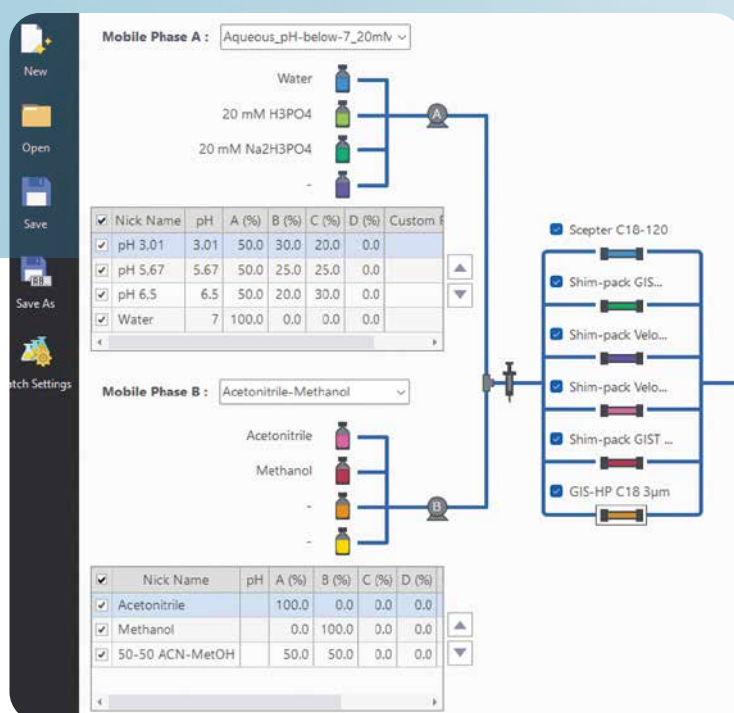 New
Open
Save
Save As
atch Settings
Mobile Phase A : Aqueous_pH-below-7_20mM
Water
20 mM H3PO4
20 mM Na2H3PO4
-
A
Nick Name pH A (%) B (%) C (%) D (%) Custom
pH 3,01 3.01 50.0 30.0 20.0 0.0
pH 5,67 5.67 50.0 25.0 25.0 0.0
pH 6,5 6.5 50.0 20.0 30.0 0.0
Water 7 100.0 0.0 0.0 0.0
Mobile Phase B : Acetonitrile-Methanol
Acetonitrile
Methanol
-
-
B
Nick Name pH A (%) B (%) C (%) D (%)
Acetonitrile 100.0 0.0 0.0 0.0
Methanol 0.0 100.0 0.0 0.0
50-50 ACN-MetOH 50.0 50.0 0.0 0.0
Scepter C18-120
Shim-pack GIS...
Shim-pack Velo...
Shim-pack Velo...
Shim-pack GIST ...
GIS-HP C18 3µm